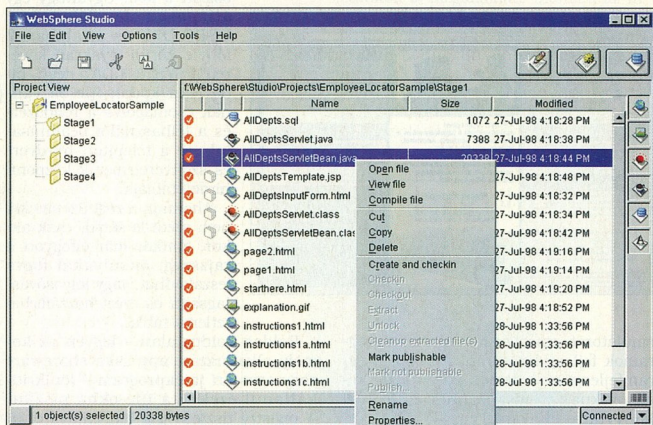 WebSphere Studio
File Edit View Options Tools Help
Project View
EmployeeLocatorSample
Stage1
Stage2
Stage3
Stage4
f:\WebSphere\Studio\Projects\EmployeeLocatorSample\Stage1
Name Size Modified
AllDepts.sql 1072 27-Jul-98 4:18:28 PM
AllDeptsServlet.java 7388 27-Jul-98 4:18:38 PM
AllDeptsServletBean.java 20338 27-Jul-98 4:18:44 PM
AllDeptsTemplate.jsp 27-Jul-98 4:18:48 PM
AllDeptsInputForm.html 27-Jul-98 4:18:32 PM
AllDeptsServlet.class 27-Jul-98 4:18:34 PM
AllDeptsServletBean.clas 27-Jul-98 4:18:42 PM
page2.html 27-Jul-98 4:19:16 PM
page1.html 27-Jul-98 4:19:14 PM
starthere.html 27-Jul-98 4:19:20 PM
explanation.gif 27-Jul-98 4:18:52 PM
instructions1.html 28-Jul-98 1:33:56 PM
instructions1a.html 28-Jul-98 1:33:56 PM
instructions1b.html 28-Jul-98 1:33:56 PM
instructions1c.html 28-Jul-98 1:33:56 PM
Open file
View file
Compile file
Cut
Copy
Delete
Create and checkin
Checkin
Checkout
Extract
Unlock
Cleanup extracted file(s)
Mark publishable
Mark not publishable
Publish...
Rename
Properties...
1 object(s) selected 20338 bytes Connected